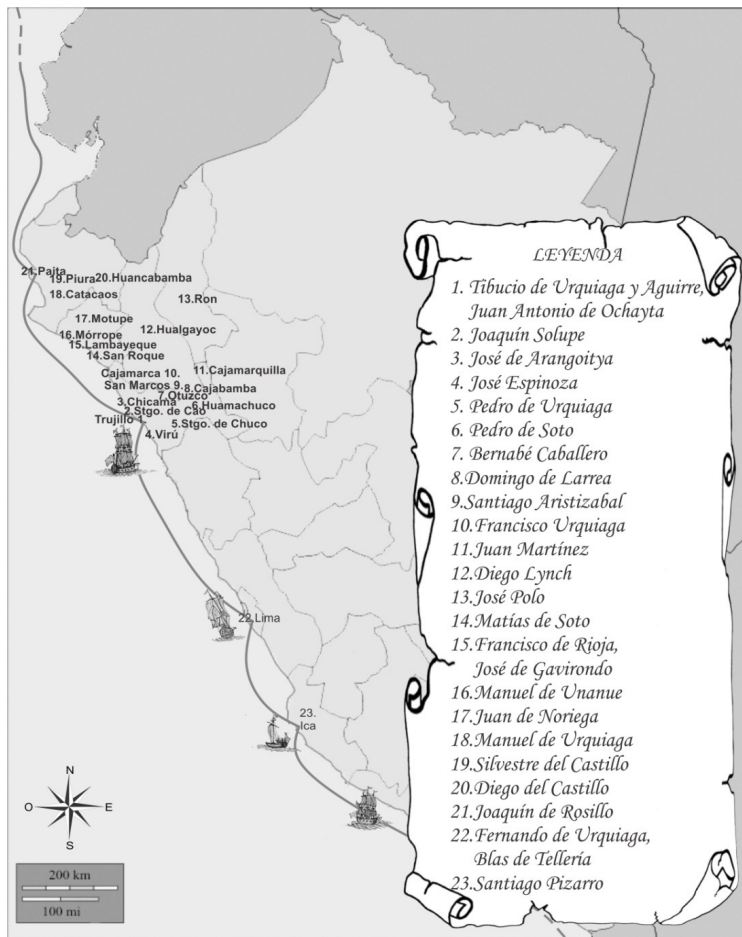 21.Paita
19.Piura 20.Huancabamba
18.Catacaos
13.Ron
17.Motupe
12.Hualgayoc
16.Mórrope
15.Lambayeque
14.San Roque
Cajamarca 10.
11.Cajamarquilla
San Marcos 9.
8.Cajabamba
7.Otuzco
3.Chicama
6.Huamachuco
2.Stgo. de Cao
Trujillo 1.
5.Stgo. de Chuco
4.Virú
22.Lima
23.
Ica
N
O E
S
200 km
100 mi
LEYENDA
1. Tibucio de Urquiaga y Aguirre,
Juan Antonio de Ochayta
2. Joaquín Solupe
3. José de Arangoitya
4. José Espinoza
5. Pedro de Urquiaga
6. Pedro de Soto
7. Bernabé Caballero
8.Domingo de Larrea
9.Santiago Aristizabal
10.Francisco Urquiaga
11.Juan Martínez
12.Diego Lynch
13.José Polo
14.Matías de Soto
15.Francisco de Rioja,
José de Gavirondo
16.Manuel de Unanue
17.Juan de Noriega
18.Manuel de Urquiaga
19.Silvestre del Castillo
20.Diego del Castillo
21.Joaquín de Rosillo
22.Fernando de Urquiaga,
Blas de Tellería
23.Santiago Pizarro